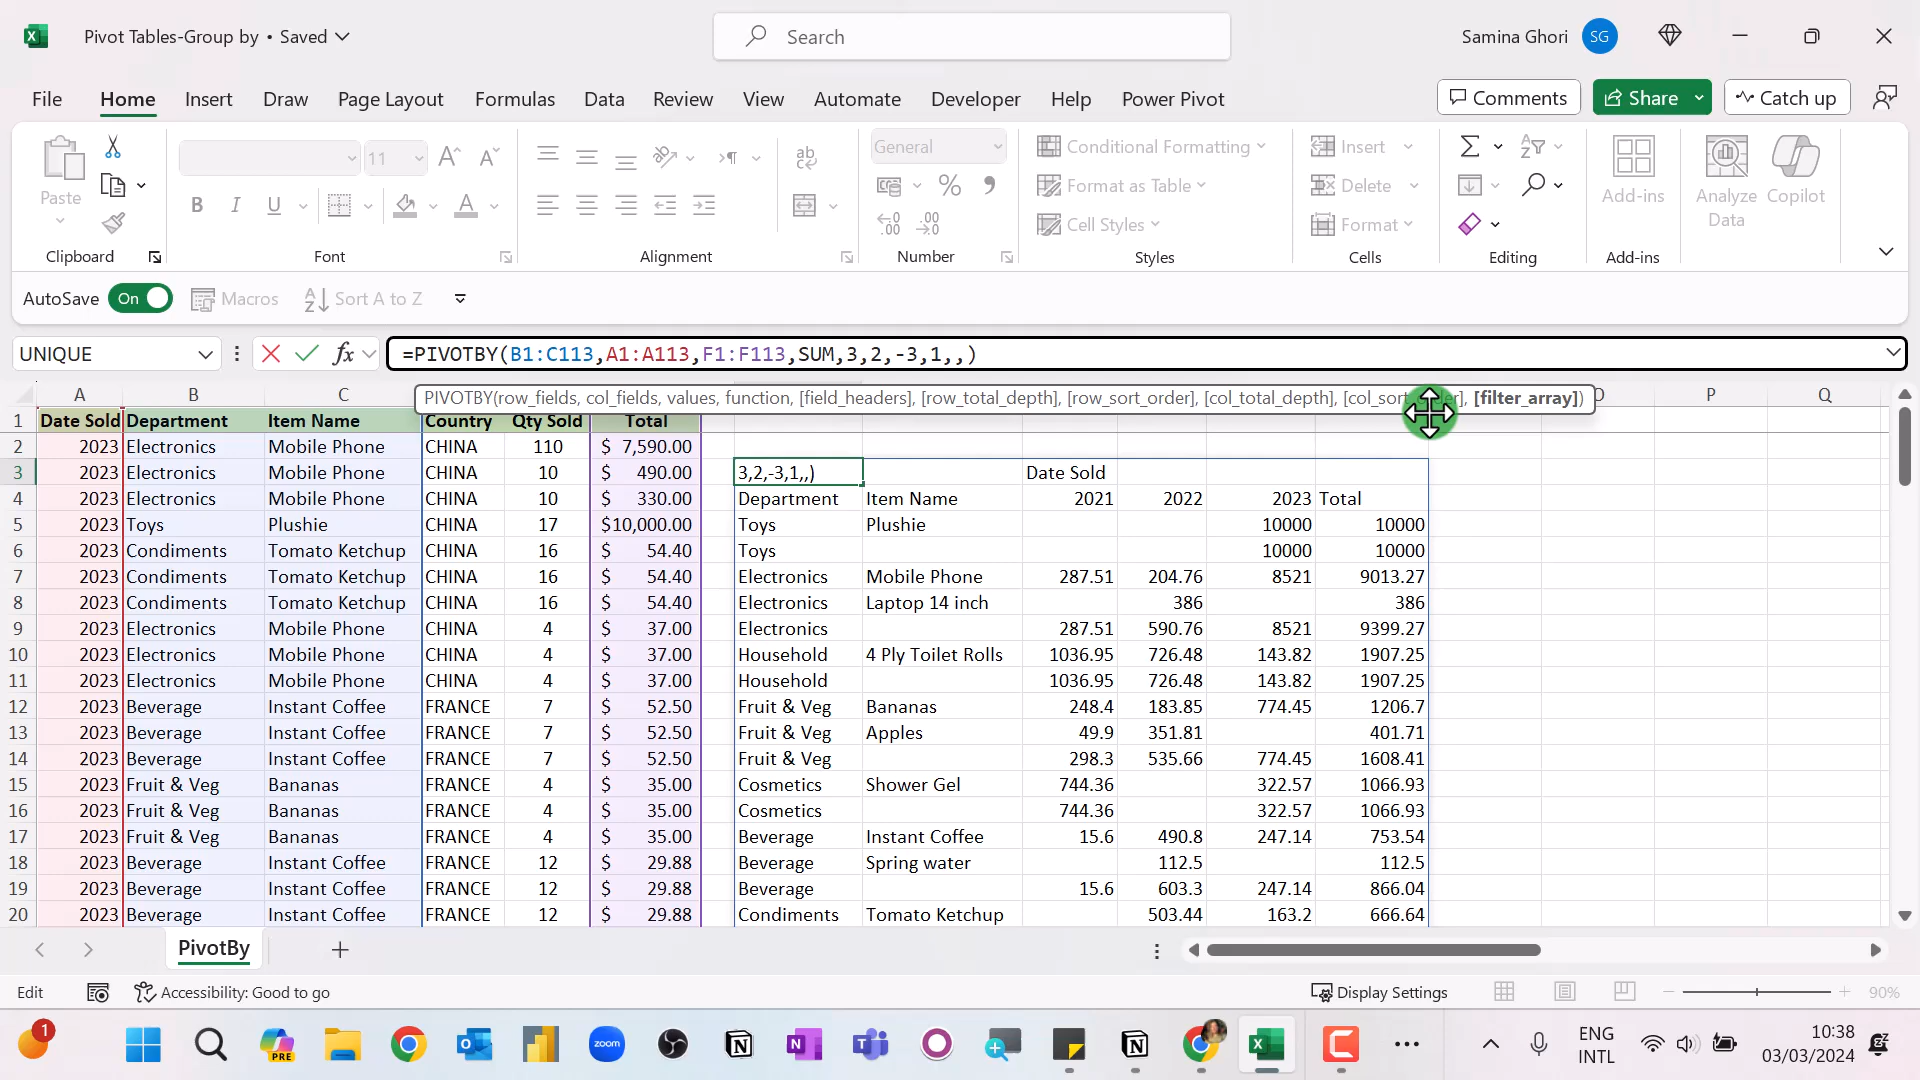 Pivot Tables-Group by • Saved
Search
Samina Ghori SG
File Home Insert Draw Page Layout Formulas Data Review View Automate Developer Help Power Pivot
Comments Share Catch up
Paste
Clipboard
11
B I U
Font
ab
Alignment
General
Number
Conditional Formatting
Format as Table
Cell Styles
Styles
Insert
Delete
Format
Cells
Editing
Add-ins
Add-ins
Analyze Data
Copilot
AutoSave On Macros Sort A to Z
UNIQUE fx =PIVOTBY(B1:C113,A1:A113,F1:F113,SUM,3,2,-3,1,,)
PIVOTBY(row_fields, col_fields, values, function, [field_headers], [row_total_depth], [row_sort_order], [col_total_depth], [filter_array])
A B C P Q
1 Date Sold Department Item Name Country Qty Sold Total
2 2023 Electronics Mobile Phone CHINA 110 $ 7,590.00
3 2023 Electronics Mobile Phone CHINA 10 $ 490.00 3,2,-3,1,,) Date Sold
4 2023 Electronics Mobile Phone CHINA 10 $ 330.00 Department Item Name 2021 2022 2023 Total
5 2023 Toys Plushie CHINA 17 $10,000.00 Toys Plushie 10000 10000
6 2023 Condiments Tomato Ketchup CHINA 16 $ 54.40 Toys 10000 10000
7 2023 Condiments Tomato Ketchup CHINA 16 $ 54.40 Electronics Mobile Phone 287.51 204.76 8521 9013.27
8 2023 Condiments Tomato Ketchup CHINA 16 $ 54.40 Electronics Laptop 14 inch 386 386
9 2023 Electronics Mobile Phone CHINA 4 $ 37.00 Electronics 287.51 590.76 8521 9399.27
10 2023 Electronics Mobile Phone CHINA 4 $ 37.00 Household 4 Ply Toilet Rolls 1036.95 726.48 143.82 1907.25
11 2023 Electronics Mobile Phone CHINA 4 $ 37.00 Household 1036.95 726.48 143.82 1907.25
12 2023 Beverage Instant Coffee FRANCE 7 $ 52.50 Fruit & Veg Bananas 248.4 183.85 774.45 1206.7
13 2023 Beverage Instant Coffee FRANCE 7 $ 52.50 Fruit & Veg Apples 49.9 351.81 401.71
14 2023 Beverage Instant Coffee FRANCE 7 $ 52.50 Fruit & Veg 298.3 535.66 774.45 1608.41
15 2023 Fruit & Veg Bananas FRANCE 4 $ 35.00 Cosmetics Shower Gel 744.36 322.57 1066.93
16 2023 Fruit & Veg Bananas FRANCE 4 $ 35.00 Cosmetics 744.36 322.57 1066.93
17 2023 Fruit & Veg Bananas FRANCE 4 $ 35.00 Beverage Instant Coffee 15.6 490.8 247.14 753.54
18 2023 Beverage Instant Coffee FRANCE 12 $ 29.88 Beverage Spring water 112.5 112.5
19 2023 Beverage Instant Coffee FRANCE 12 $ 29.88 Beverage 15.6 603.3 247.14 866.04
20 2023 Beverage Instant Coffee FRANCE 12 $ 29.88 Condiments Tomato Ketchup 503.44 163.2 666.64
PivotBy
Edit Accessibility: Good to go Display Settings 90%
1 PRE zoom ENG INTL 10:38 03/03/2024